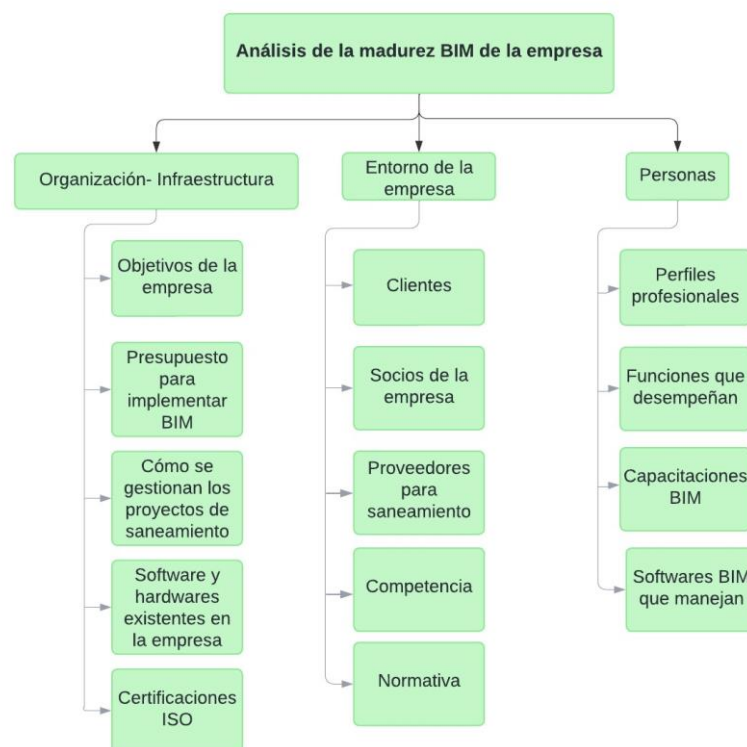 Análisis de la madurez BIM de la empresa
Organización- Infraestructura
Objetivos de la
empresa
Presupuesto
para
implementar
BIM
Cómo se
gestionan los
proyectos de
saneamiento
Software y
hardwares
existentes en
la empresa
Certificaciones
ISO
Entorno de la
empresa
Clientes
Socios de la
empresa
Proveedores
para
saneamiento
Competencia
Normativa
Personas
Perfiles
profesionales
Funciones que
desempeñan
Capacitaciones
BIM
Softwares BIM
que manejan